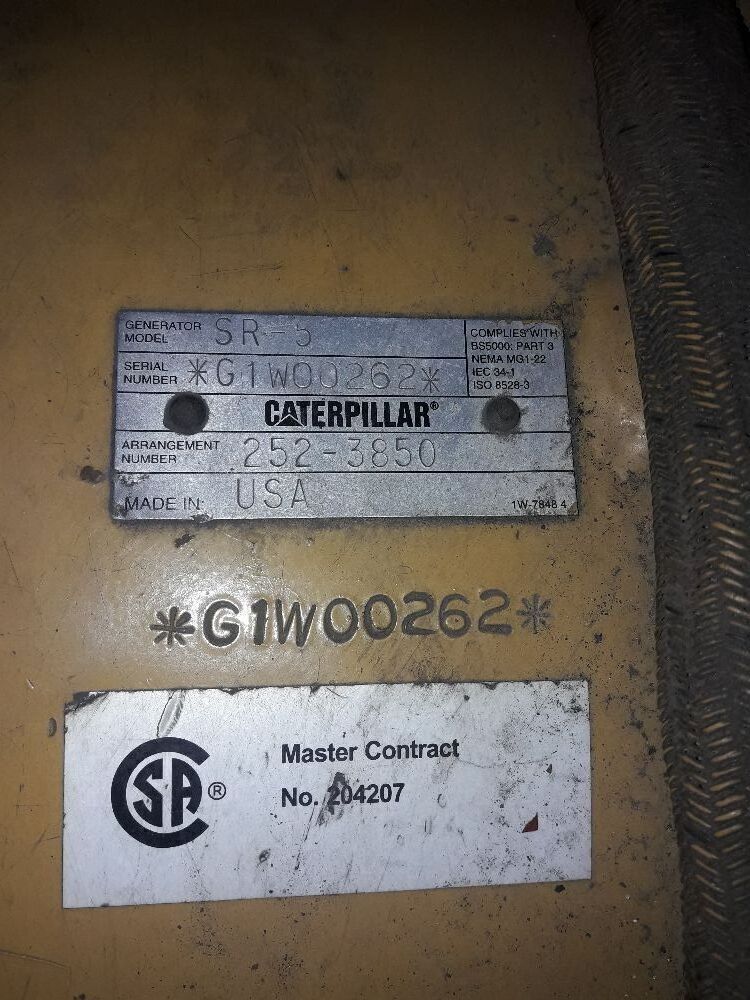 GENERATOR MODEL SR-5
COMPLIES WITH
BS5000: PART 3
NEMA MG1-22
IEC 34-1
ISO 8528-3
SERIAL NUMBER *G1W00262*
CATERPILLAR®
ARRANGEMENT NUMBER 252-3850
MADE IN USA
1W-7848 4
*G1W00262*
CSA®
Master Contract
No. 204207